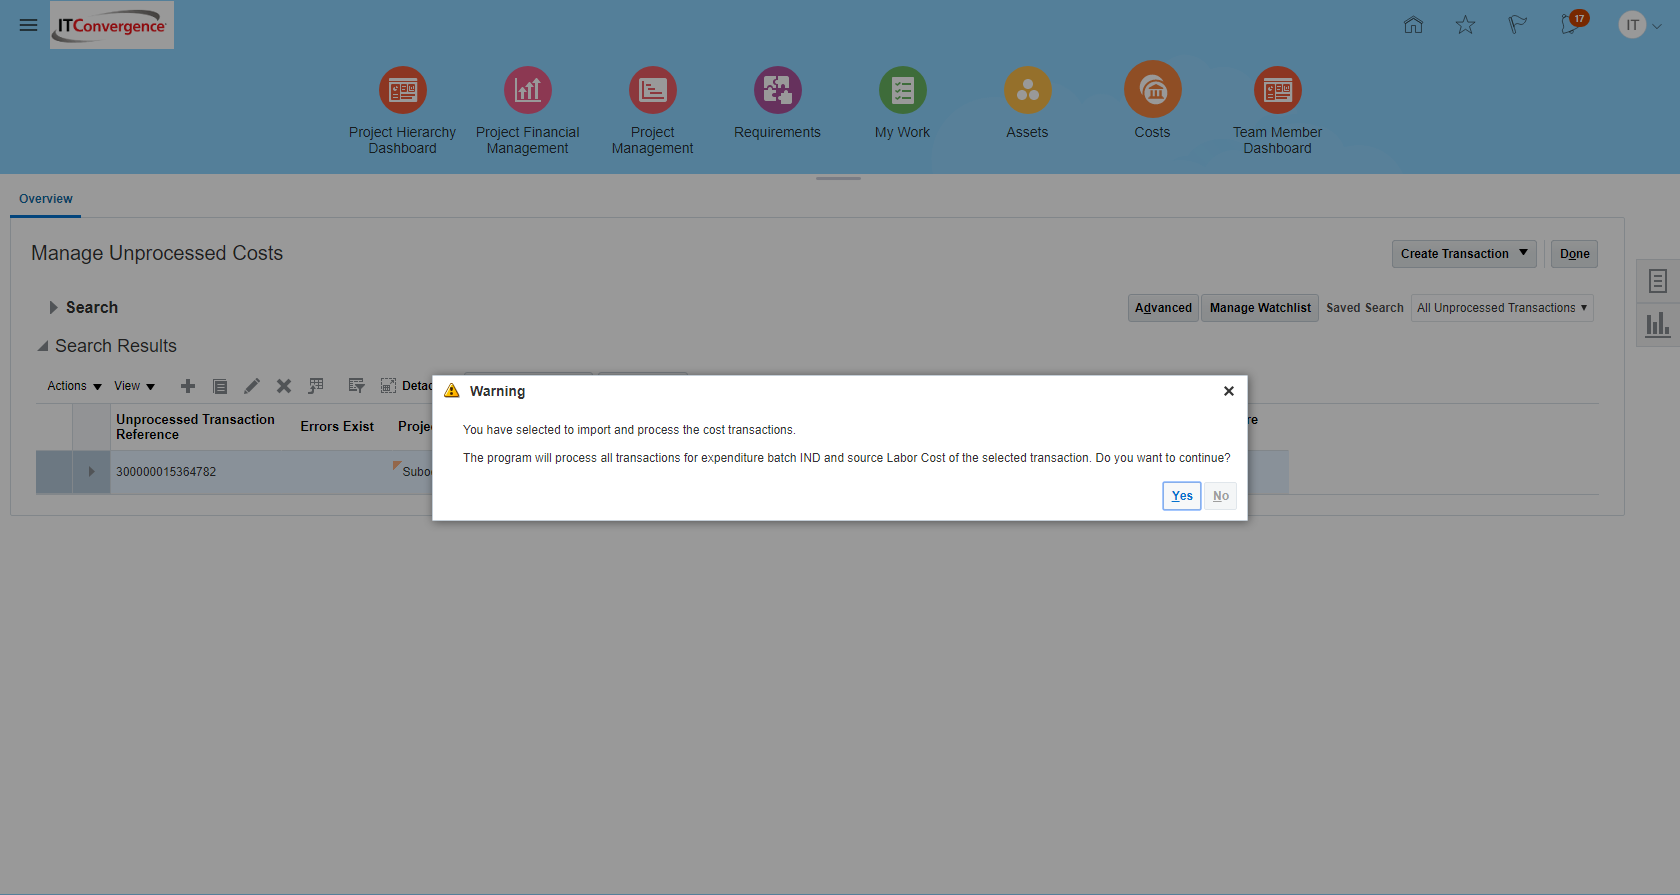 ITConvergence
17
IT
Project Hierarchy
Dashboard
Project Financial
Management
Project
Management
Requirements
My Work
Assets
Costs
Team Member
Dashboard
Overview
Manage Unprocessed Costs
Create Transaction
Done
Search
Advanced
Manage Watchlist
Saved Search
All Unprocessed Transactions
Search Results
Actions
View
Unprocessed Transaction
Reference
Errors Exist
300000015364782
Warning
You have selected to import and process the cost transactions.
The program will process all transactions for expenditure batch IND and source Labor Cost of the selected transaction. Do you want to continue?
Yes
No